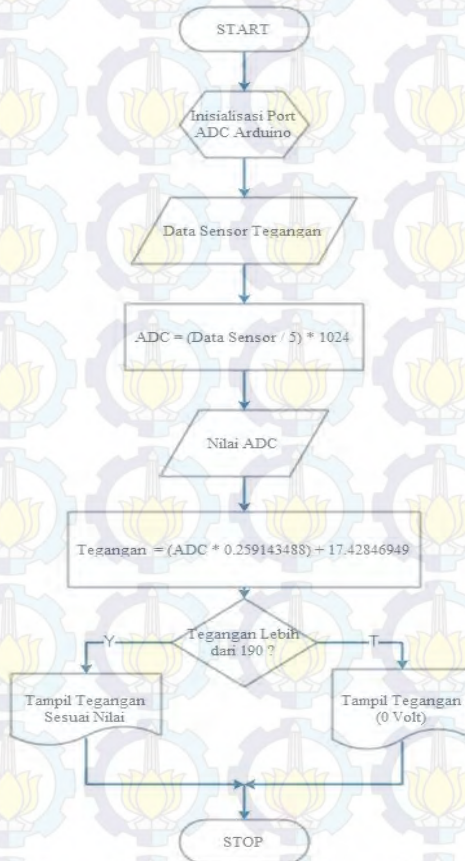 START
Inisialisasi Port
ADC Arduino
Data Sensor Tegangan
ADC = (Data Sensor / 5) * 1024
Nilai ADC
Tegangan = (ADC * 0.259143488) + 17.42846949
Tegangan Lebih
dari 190 ?
Y
T
Tampil Tegangan
Sesuai Nilai
Tampil Tegangan
(0 Volt)
STOP